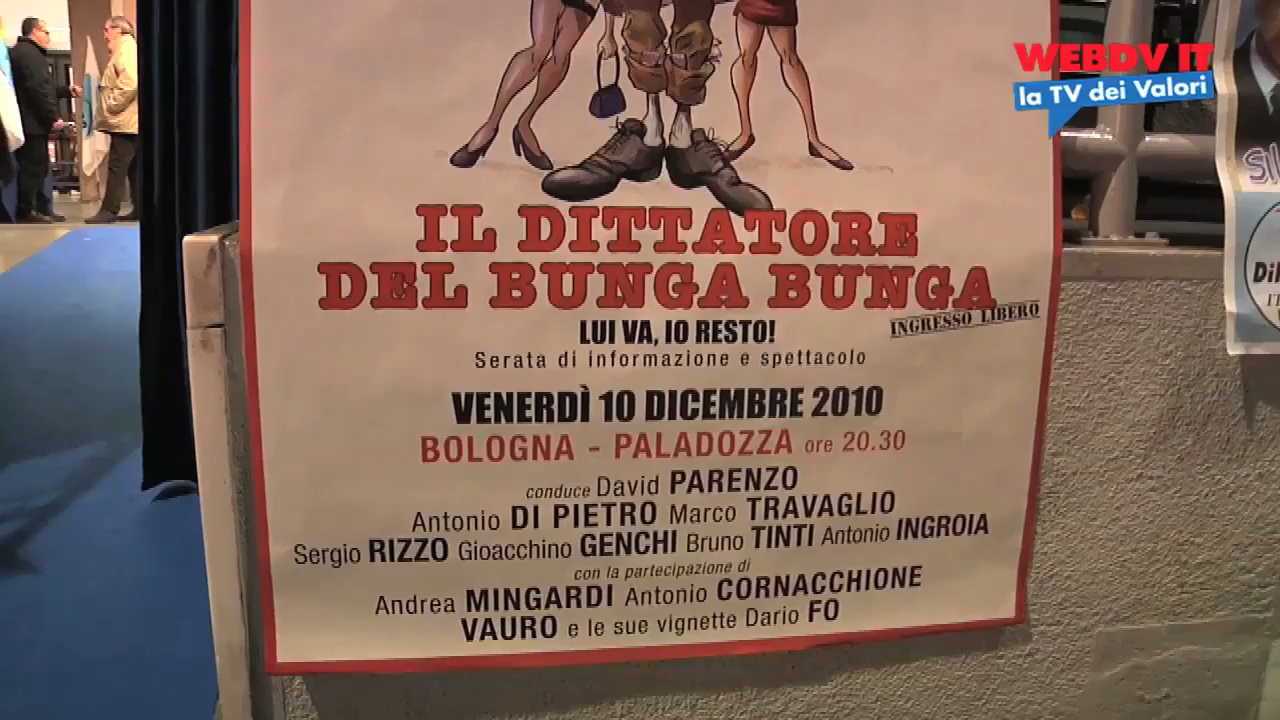 WEBDV IT
la TV dei Valori
IL DITTATORE
DEL BUNGA BUNGA
INGRESSO LIBERO
LUI VA, IO RESTO!
Serata di informazione e spettacolo
VENERDÌ 10 DICEMBRE 2010
BOLOGNA - PALADOZZA ore 20.30
conduce David PARENZO
Antonio DI PIETRO Marco TRAVAGLIO
Sergio RIZZO Gioacchino GENCHI Bruno TINTI Antonio INGROIA
con la partecipazione di
Andrea MINGARDI Antonio CORNACCHIONE
VAURO e le sue vignette Dario FO